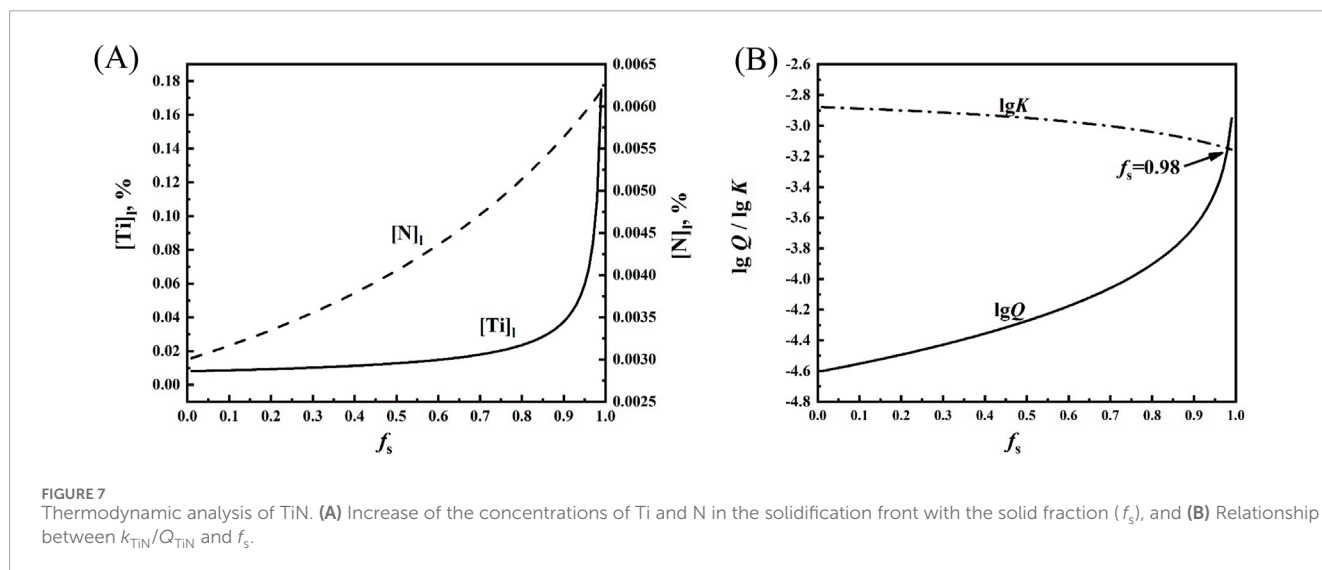 (A)
0.18
0.16
0.14
0.12
0.10
0.08
0.06
0.04
0.02
0.00
[Ti]l, %
[N]l
[Ti]l
0.0065
0.0060
0.0055
0.0050
0.0045
0.0040
0.0035
0.0030
0.0025
[N]l, %
0.0 0.1 0.2 0.3 0.4 0.5 0.6 0.7 0.8 0.9 1.0
fs
(B)
-2.6
-2.8
-3.0
-3.2
-3.4
-3.6
-3.8
-4.0
-4.2
-4.4
-4.6
-4.8
lg Q / lg K
lgK
fs=0.98
lgQ
0.0 0.1 0.2 0.3 0.4 0.5 0.6 0.7 0.8 0.9 1.0
fs
FIGURE 7
Thermodynamic analysis of TiN. (A) Increase of the concentrations of Ti and N in the solidification front with the solid fraction (fs), and (B) Relationship
between kTiN/QTiN and fs.